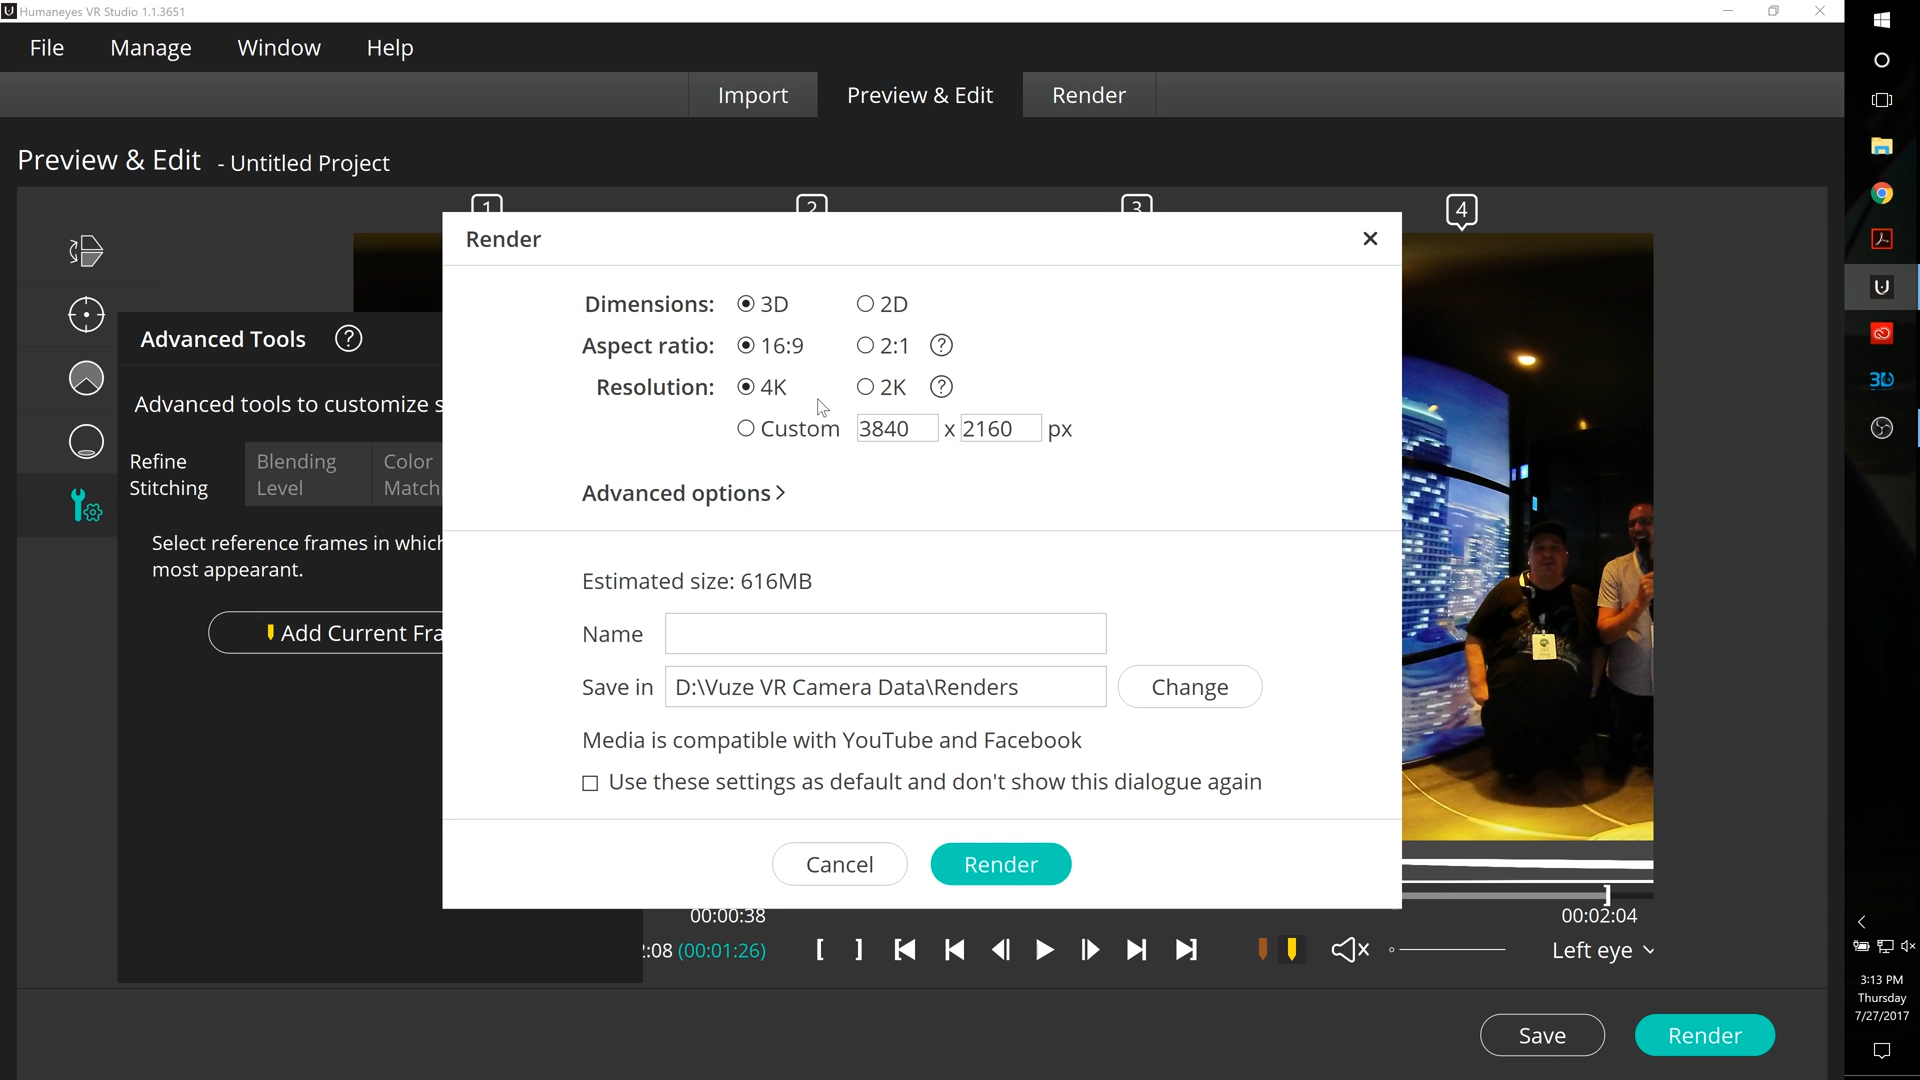 Humaneyes VR Studio 1.1.3651
File Manage Window Help
Import Preview & Edit Render
Preview & Edit - Untitled Project
1 2 3 4
Render
Dimensions: 3D 2D
Aspect ratio: 16:9 2:1 ?
Resolution: 4K 2K ?
Custom 3840 x 2160 px
Advanced options >
Estimated size: 616MB
Name
Save in D:\Vuze VR Camera Data\Renders Change
Media is compatible with YouTube and Facebook
Use these settings as default and don't show this dialogue again
Cancel Render
Advanced Tools ?
Advanced tools to customize s
Refine
Stitching
Blending
Level
Color
Match
Select reference frames in which
most appearant.
Add Current Fra
00:00:38 00:02:04
:08 (00:01:26) Left eye
Save Render
3D
3:13 PM
Thursday
7/27/2017